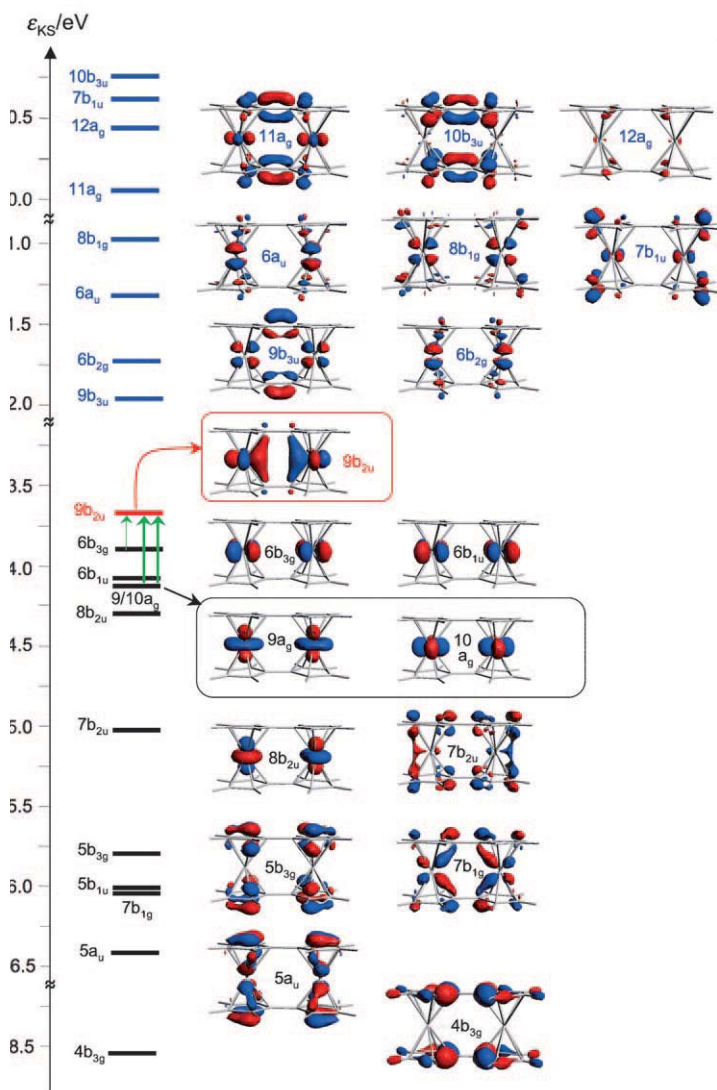 εKS/eV
10b3u
7b1u
12ag
11ag
8b1g
6au
6b2g
9b3u
9b2u
6b3g
6b1u
9/10ag
8b2u
7b2u
5b3g
5b1u
7b1g
5au
4b3g
0.5
0.0
1.0
1.5
2.0
3.5
4.0
4.5
5.0
5.5
6.0
6.5
8.5
≈
≈
≈
11ag
10b3u
12ag
6au
8b1g
7b1u
9b3u
6b2g
9b2u
6b3g
6b1u
9ag
10
ag
8b2u
7b2u
5b3g
7b1g
5au
4b3g